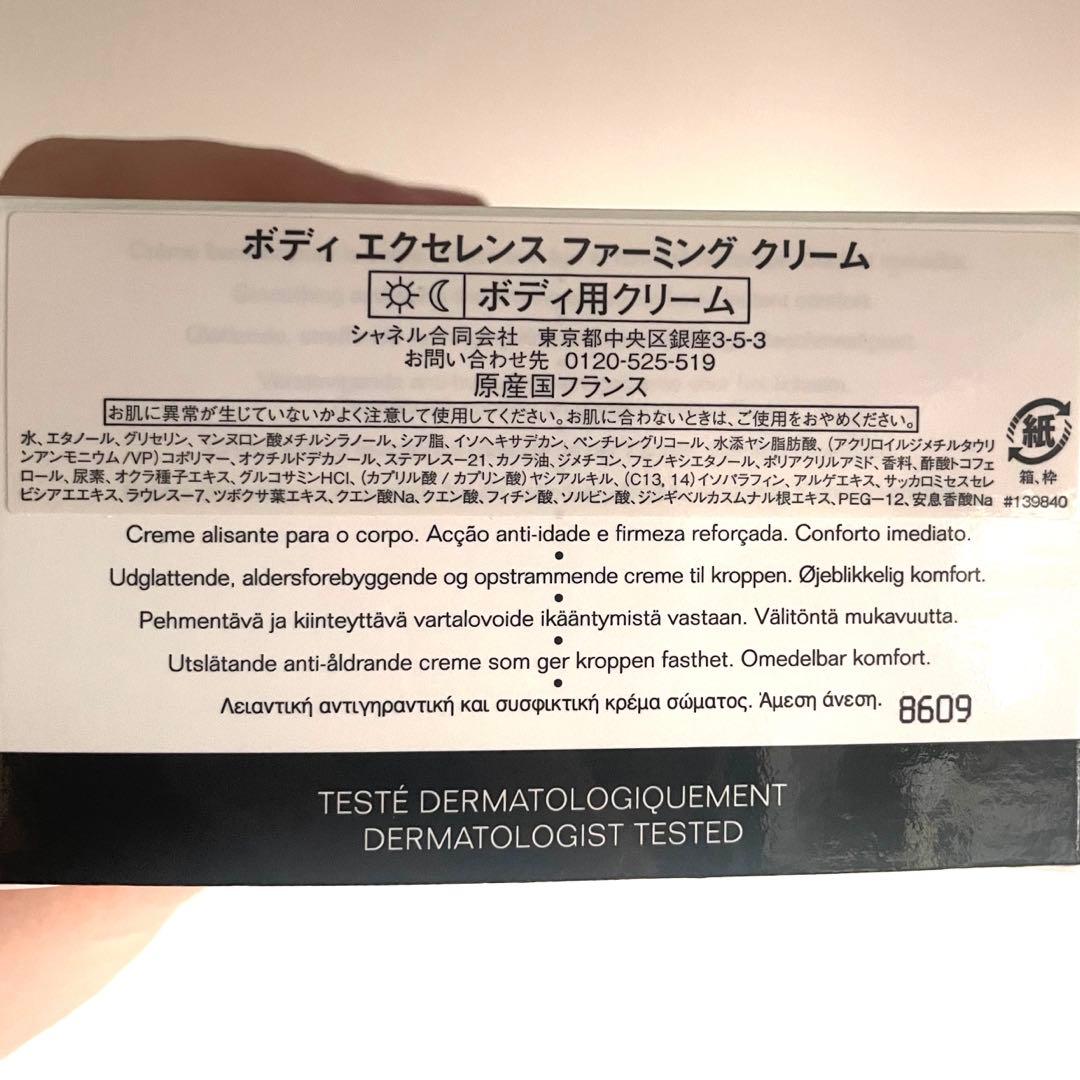 ボディ エクセレンス ファーミング クリーム
ボディ用クリーム
シャネル合同会社 東京都中央区銀座3-5-3
お問い合わせ先 0120-525-519
原産国フランス
お肌に異常が生じていないかよく注意して使用してください。お肌に合わないときは、ご使用をおやめください。
水、エタノール、グリセリン、マンヌロン酸メチルシラノール、シア脂、イソヘキサデカン、ペンチレングリコール、水添ヤシ脂肪酸、(アクリロイルジメチルタウリ
ンアンモニウム/VP)コポリマー、オクチルドデカノール、ステアレス-21、カノラ油、ジメチコン、フェノキシエタノール、ポリアクリルアミド、香料、酢酸トコフェ
ロール、尿素、オクラ種子エキス、グルコサミンHCl、(カプリル酸/カプリン酸)ヤシアルキル、(C13, 14)イソパラフィン、アルゲエキス、サッカロミセスセレ
ビシアエエキス、ラウレス-7、ツボクサ葉エキス、クエン酸Na、クエン酸、フィチン酸、ソルビン酸、ジンギベルカスムナル根エキス、PEG-12、安息香酸Na
紙
箱、枠
#139840
Creme alisante para o corpo. Acção anti-idade e firmeza reforçada. Conforto imediato.
Udglattende, aldersforebyggende og opstrammende creme til kroppen. Øjeblikkelig komfort.
Pehmentävä ja kiinteyttävä vartalovoide ikääntymistä vastaan. Välitöntä mukavuutta.
Utslätande anti-åldrande creme som ger kroppen fasthet. Omedelbar komfort.
Λειαντική αντιγηραντική και συσφικτική κρέμα σώματος. Άμεση άνεση.
8609
TESTÉ DERMATOLOGIQUEMENT
DERMATOLOGIST TESTED